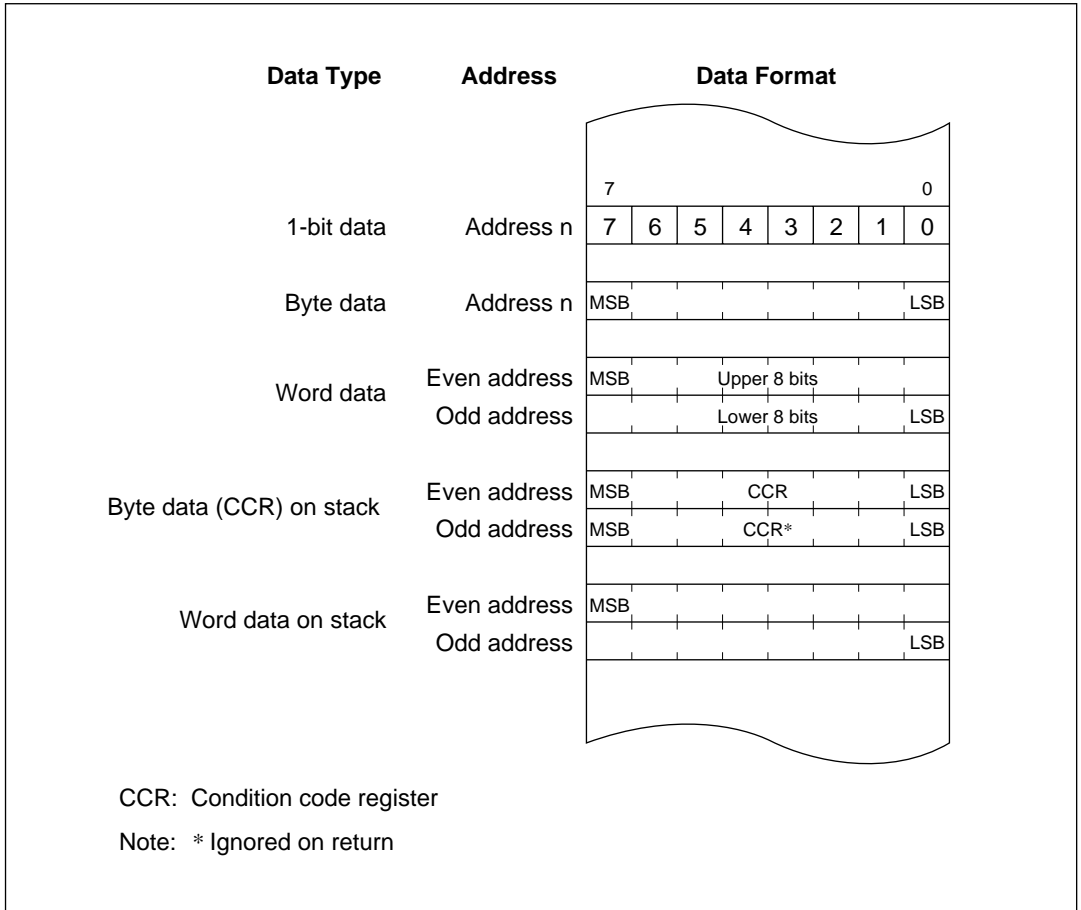 Data Type Address Data Format
7 0
1-bit data Address n 7 6 5 4 3 2 1 0
Byte data Address n MSB LSB
Word data
Even address MSB Upper 8 bits
Odd address Lower 8 bits LSB
Byte data (CCR) on stack
Even address MSB CCR LSB
Odd address MSB CCR* LSB
Word data on stack
Even address MSB
Odd address LSB
CCR: Condition code register
Note: * Ignored on return